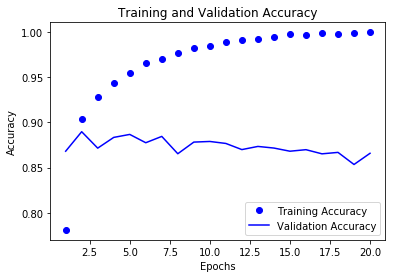 Training and Validation Accuracy
1.00
0.95
0.90
0.85
0.80
Accuracy
Training Accuracy
Validation Accuracy
2.5 5.0 7.5 10.0 12.5 15.0 17.5 20.0
Epochs